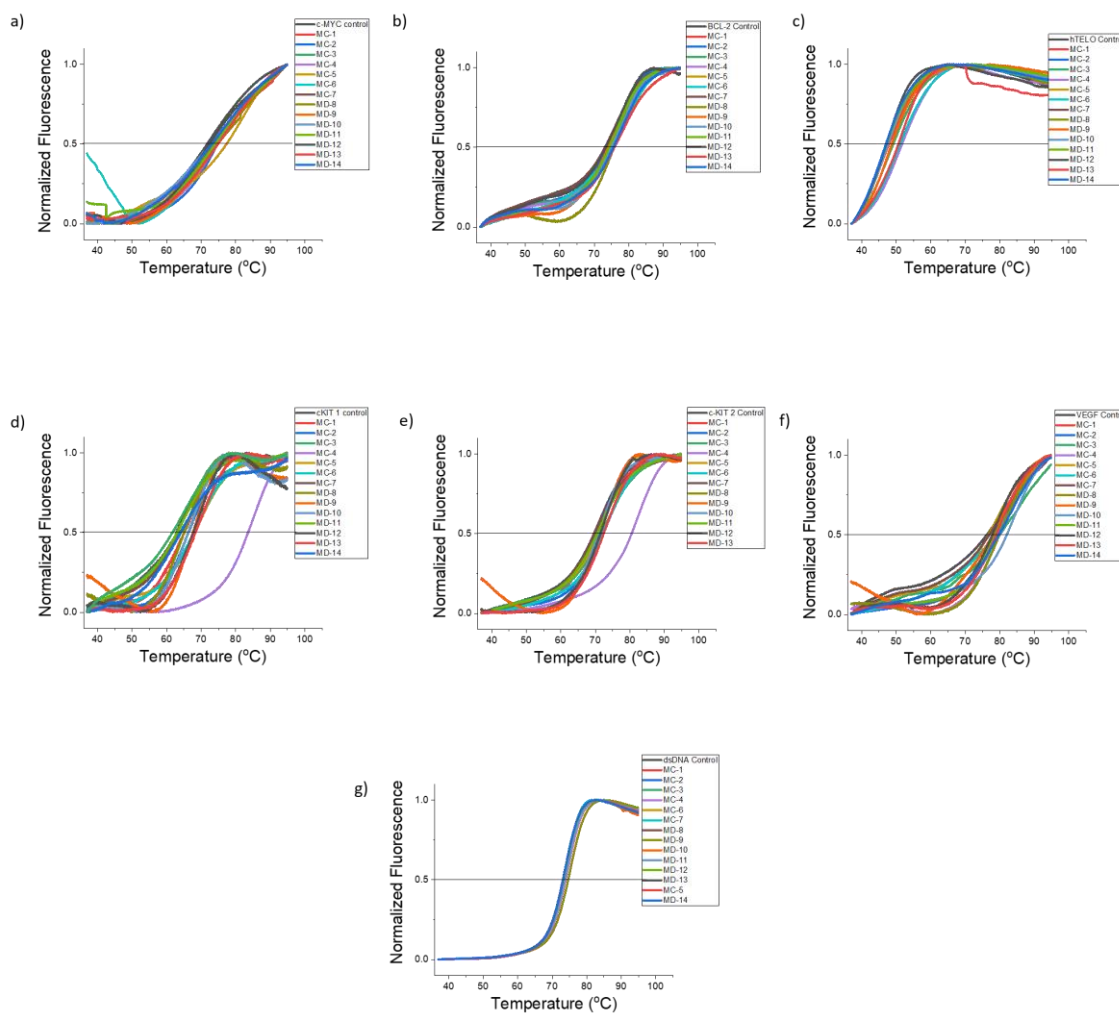 a)
Normalized Fluorescence
1.0
0.5
0.0
40 50 60 70 80 90 100
Temperature (°C)
c-MYC control
MC-1
MC-2
MC-3
MC-4
MC-5
MC-6
MC-7
MD-8
MD-9
MD-10
MD-11
MD-12
MD-13
MD-14
b)
Normalized Fluorescence
1.0
0.5
0.0
40 50 60 70 80 90 100
Temperature (°C)
BCL-2 Control
MC-1
MC-2
MC-3
MC-4
MC-5
MC-6
MC-7
MD-8
MD-9
MD-10
MD-11
MD-12
MD-13
MD-14
c)
Normalized Fluorescence
1.0
0.5
0.0
40 50 60 70 80 90 100
Temperature (°C)
hTELO Control
MC-1
MC-2
MC-3
MC-4
MC-5
MC-6
MC-7
MD-8
MD-9
MD-10
MD-11
MD-12
MD-13
MD-14
d)
Normalized Fluorescence
1.0
0.5
0.0
40 50 60 70 80 90 100
Temperature (°C)
cKIT 1 control
MC-1
MC-2
MC-3
MC-4
MC-5
MC-6
MC-7
MD-8
MD-9
MD-10
MD-11
MD-12
MD-13
MD-14
e)
Normalized Fluorescence
1.0
0.5
0.0
40 50 60 70 80 90 100
Temperature (°C)
c-KIT 2 Control
MC-1
MC-2
MC-3
MC-4
MC-5
MC-6
MC-7
MD-8
MD-9
MD-10
MD-11
MD-12
MD-13
f)
Normalized Fluorescence
1.0
0.5
0.0
40 50 60 70 80 90 100
Temperature (°C)
VEGF Cont
MC-1
MC-2
MC-3
MC-4
MC-5
MC-6
MC-7
MD-8
MD-9
MD-10
MD-11
MD-12
MD-13
MD-14
g)
Normalized Fluorescence
1.0
0.5
0.0
40 50 60 70 80 90 100
Temperature (°C)
dsDNA Control
MC-1
MC-2
MC-3
MC-4
MC-6
MC-7
MD-8
MD-9
MD-10
MD-11
MD-12
MD-13
MC-5
MD-14